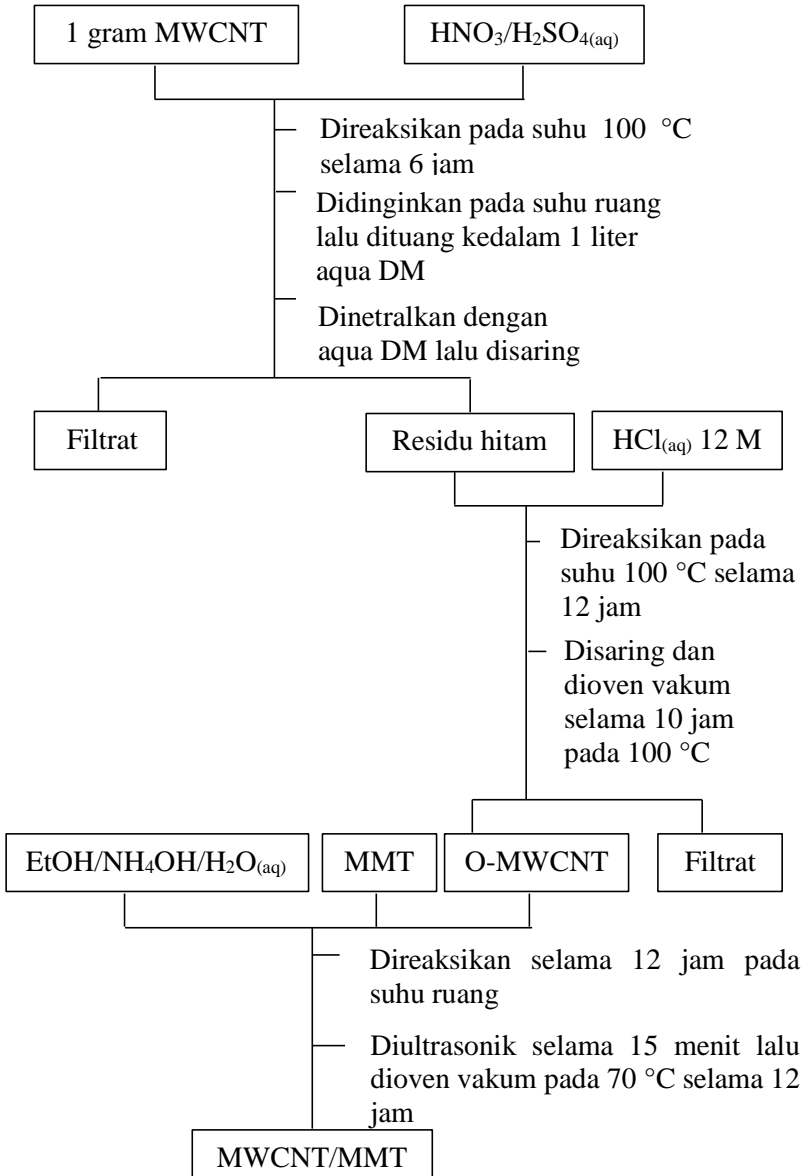 1 gram MWCNT
HNO₃/H₂SO₄₍aq₎
Direaksikan pada suhu 100 °C
selama 6 jam
Didinginkan pada suhu ruang
lalu dituang kedalam 1 liter
aqua DM
Dinetralkan dengan
aqua DM lalu disaring
Filtrat
Residu hitam
HCl(aq) 12 M
Direaksikan pada
suhu 100 °C selama
12 jam
Disaring dan
dioven vakum
selama 10 jam
pada 100 °C
EtOH/NH₄OH/H₂O(aq)
MMT
O-MWCNT
Filtrat
Direaksikan selama 12 jam pada
suhu ruang
Diultrasonik selama 15 menit lalu
dioven vakum pada 70 °C selama 12
jam
MWCNT/MMT